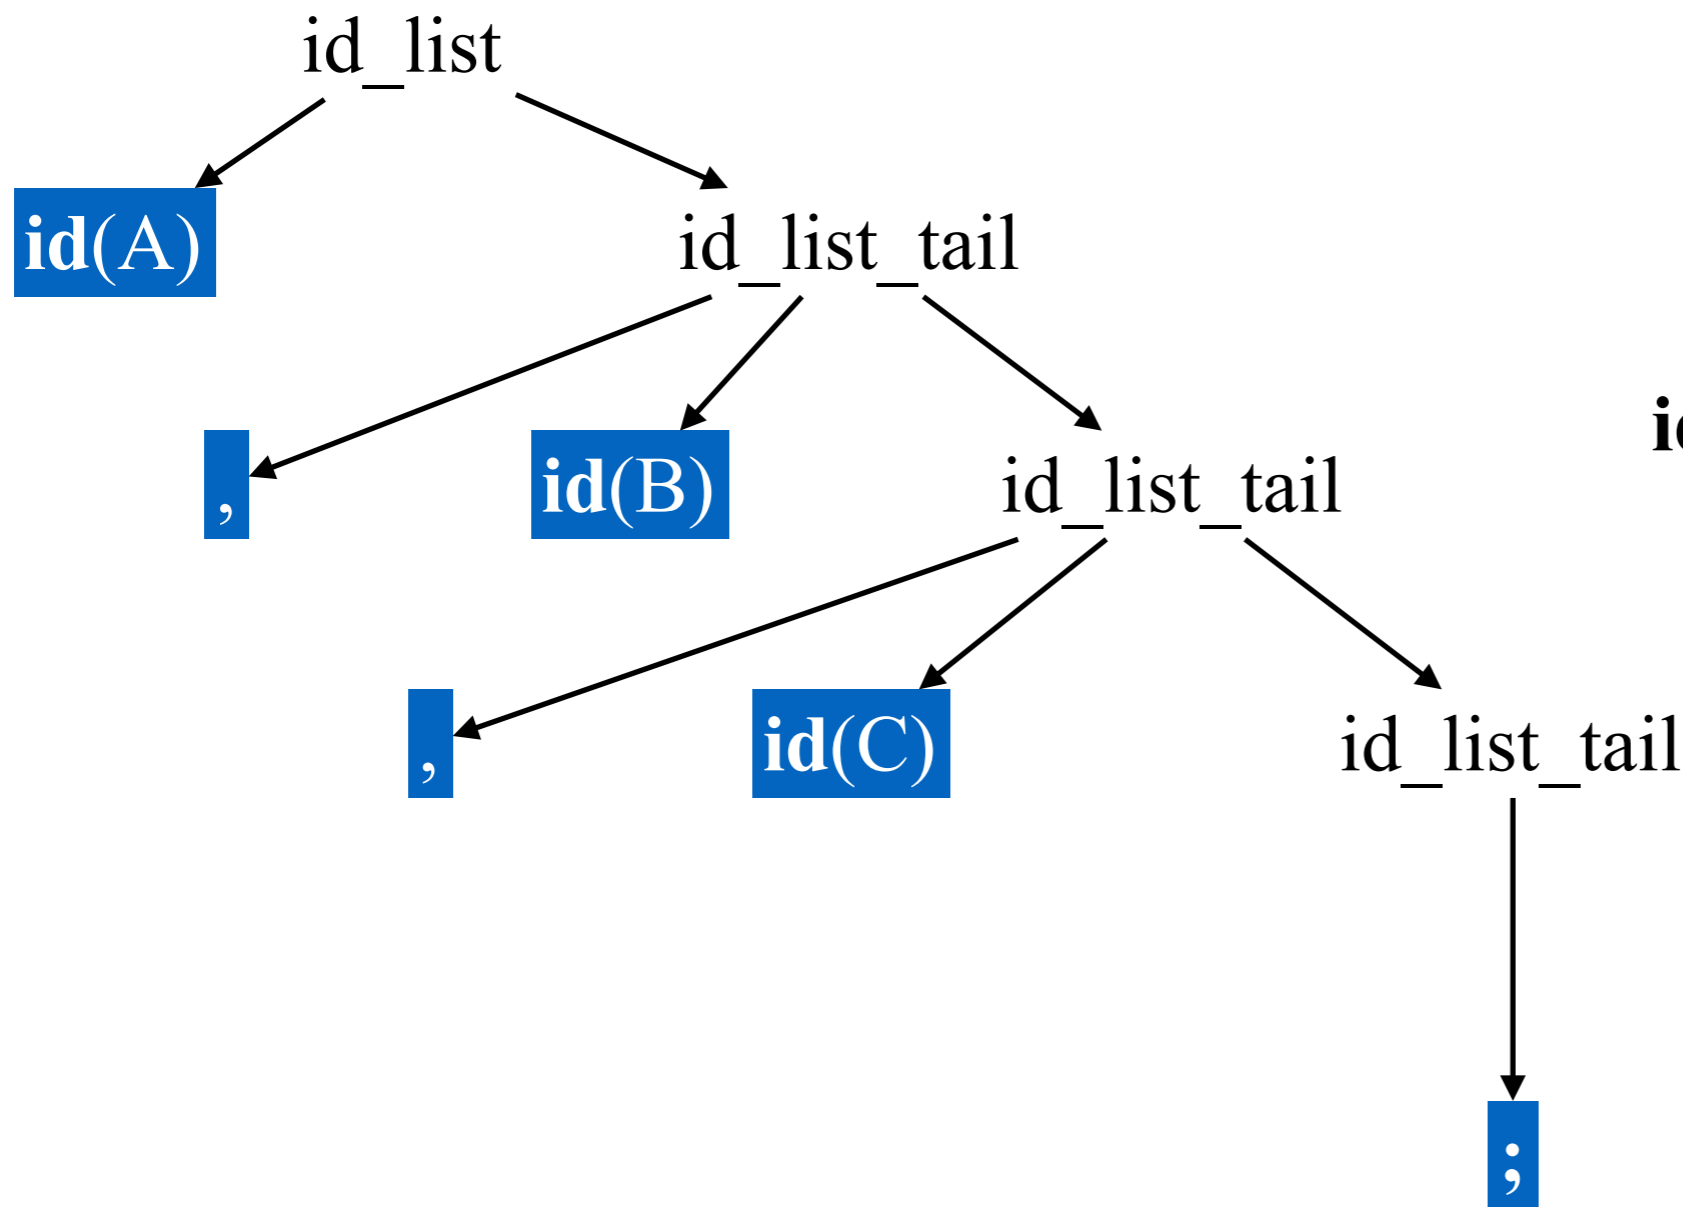 id_list
id(A)
id_list_tail
,
id(B)
id_list_tail
,
id(C)
id_list_tail
;